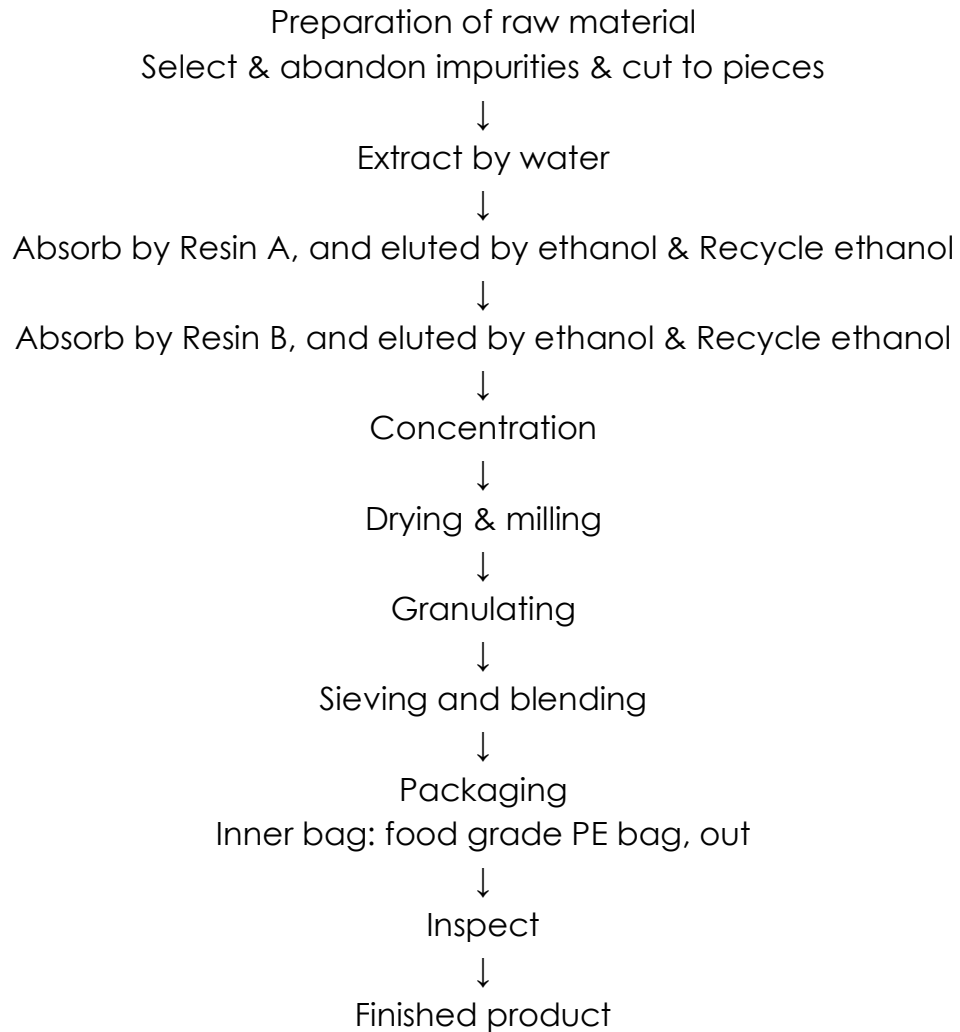 Preparation of raw material
Select & abandon impurities & cut to pieces
↓
Extract by water
↓
Absorb by Resin A, and eluted by ethanol & Recycle ethanol
↓
Absorb by Resin B, and eluted by ethanol & Recycle ethanol
↓
Concentration
↓
Drying & milling
↓
Granulating
↓
Sieving and blending
↓
Packaging
Inner bag: food grade PE bag, out
↓
Inspect
↓
Finished product